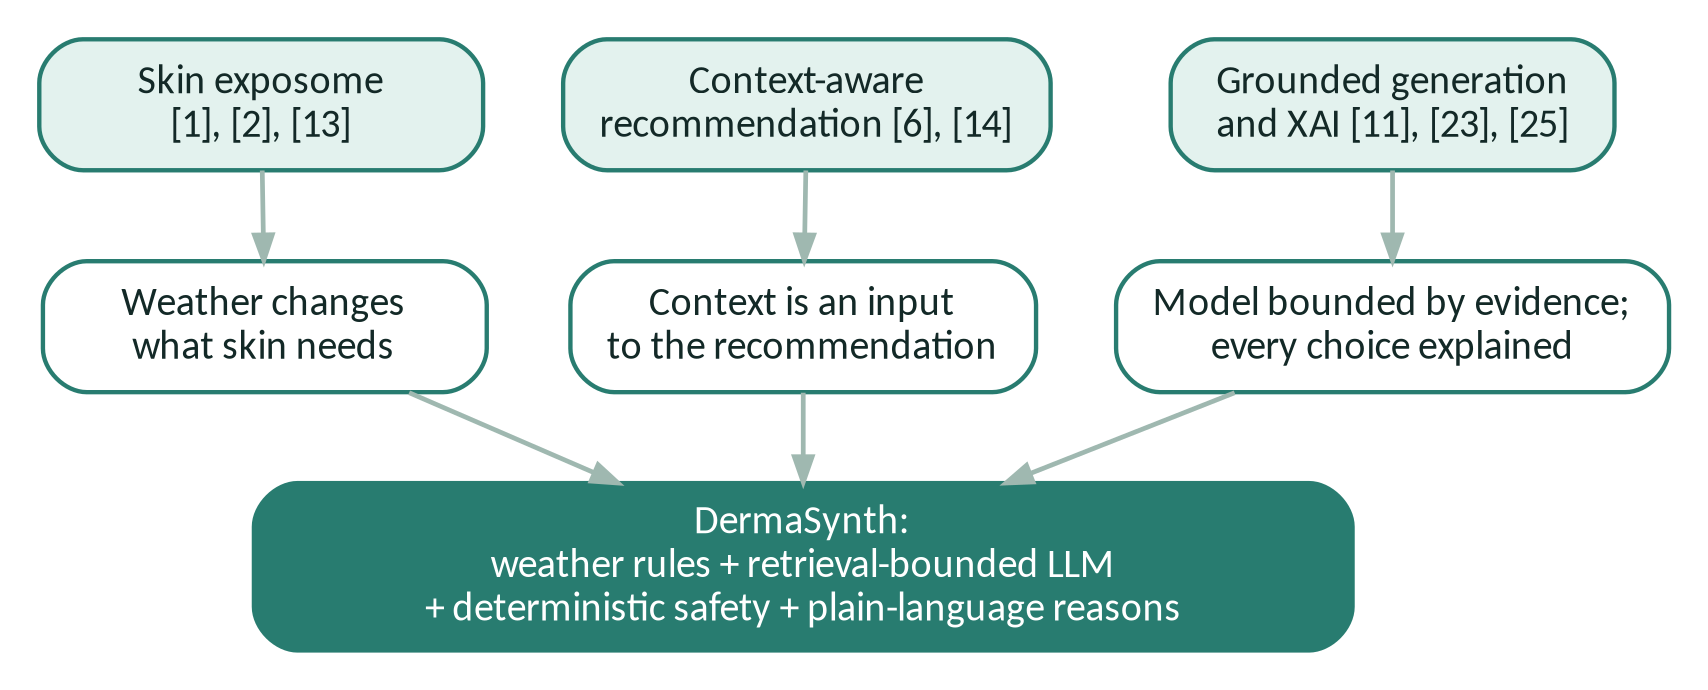 Skin exposome
[1], [2], [13]
Context-aware
recommendation [6], [14]
Grounded generation
and XAI [11], [23], [25]
Weather changes
what skin needs
Context is an input
to the recommendation
Model bounded by evidence;
every choice explained
DermaSynth:
weather rules + retrieval-bounded LLM
+ deterministic safety + plain-language reasons